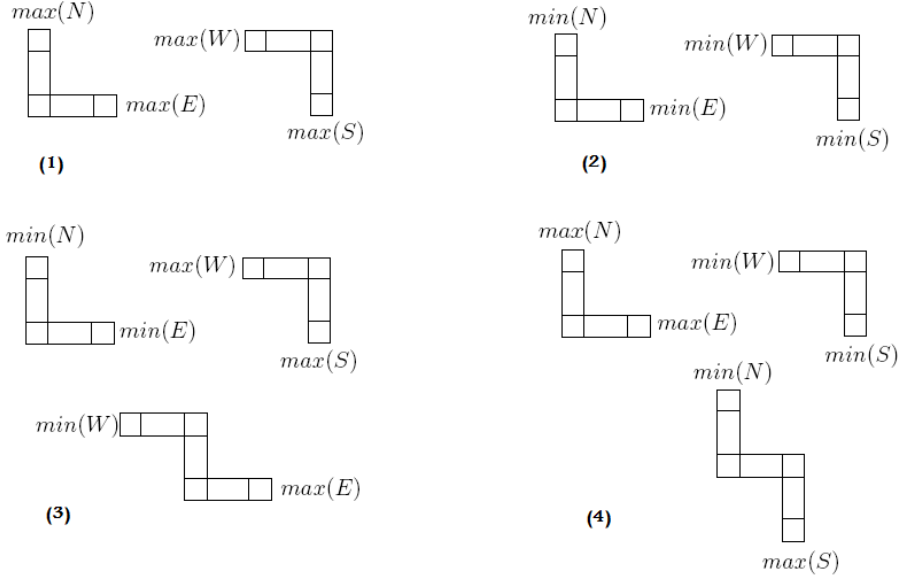 max(N)
max(W)
max(E)
max(S)
(1)
min(N)
min(W)
min(E)
min(S)
(2)
min(N)
max(W)
min(E)
max(S)
min(W)
max(E)
(3)
max(N)
min(W)
max(E)
min(S)
min(N)
max(S)
(4)